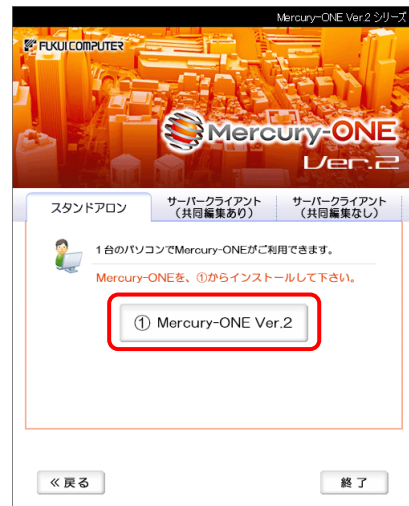 Mercury-ONE Ver.2 シリーズ
FUKUI COMPUTER
Mercury-ONE
Ver.2
スタンドアロン
サーバークライアント
（共同編集あり）
サーバークライアント
（共同編集なし）
1台のパソコンでMercury-ONEがご利用できます。
Mercury-ONEを、①からインストールして下さい。
① Mercury-ONE Ver.2
≪戻る
終了